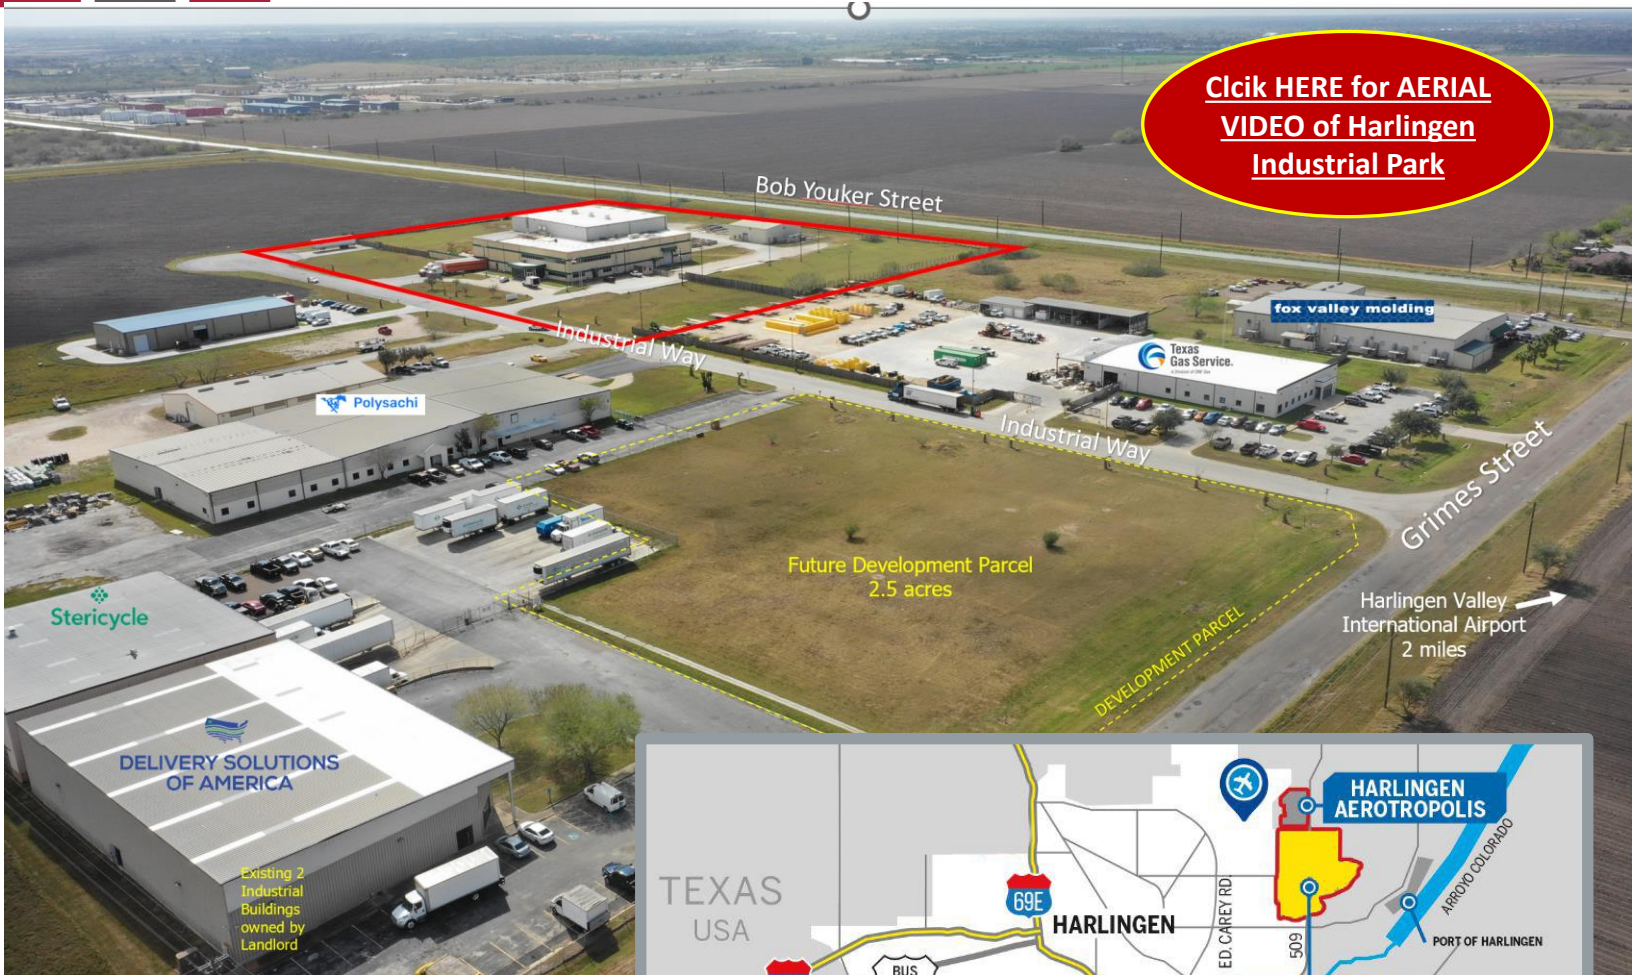 Clcik HERE for AERIAL
VIDEO of Harlingen
Industrial Park
Bob Youker Street
fox valley molding
Industrial Way
Texas
Gas Service.
Polysachi
Industrial Way
Grimes Street
Future Development Parcel
2.5 acres
Harlingen Valley
International Airport
2 miles
Stericycle
DEVELOPMENT PARCEL
DELIVERY SOLUTIONS
OF AMERICA
Existing 2
Industrial
Buildings
owned by
Landlord
HARLINGEN
AEROTROPOLIS
TEXAS
USA
69E
HARLINGEN
ED. CAREY RD.
509
ARROYO COLORADO
PORT OF HARLINGEN
BUS